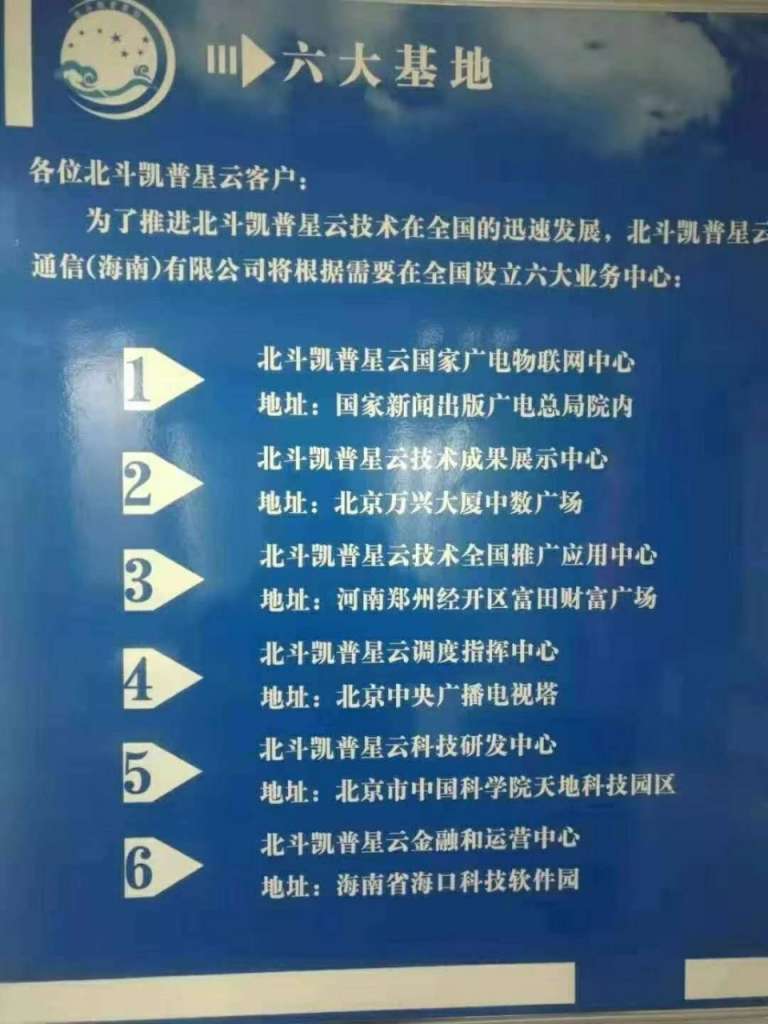 六大基地
各位北斗凯普星云客户：
为了推进北斗凯普星云技术在全国的迅速发展，北斗凯普星云
通信(海南)有限公司将根据需要在全国设立六大业务中心：
1
北斗凯普星云国家广电物联网中心
地址：国家新闻出版广电总局院内
2
北斗凯普星云技术成果展示中心
地址：北京万兴大厦中数广场
3
北斗凯普星云技术全国推广应用中心
地址：河南郑州经开区富田财富广场
4
北斗凯普星云调度指挥中心
地址：北京中央广播电视塔
5
北斗凯普星云科技研发中心
地址：北京市中国科学院天地科技园区
6
北斗凯普星云金融和运营中心
地址：海南省海口科技软件园